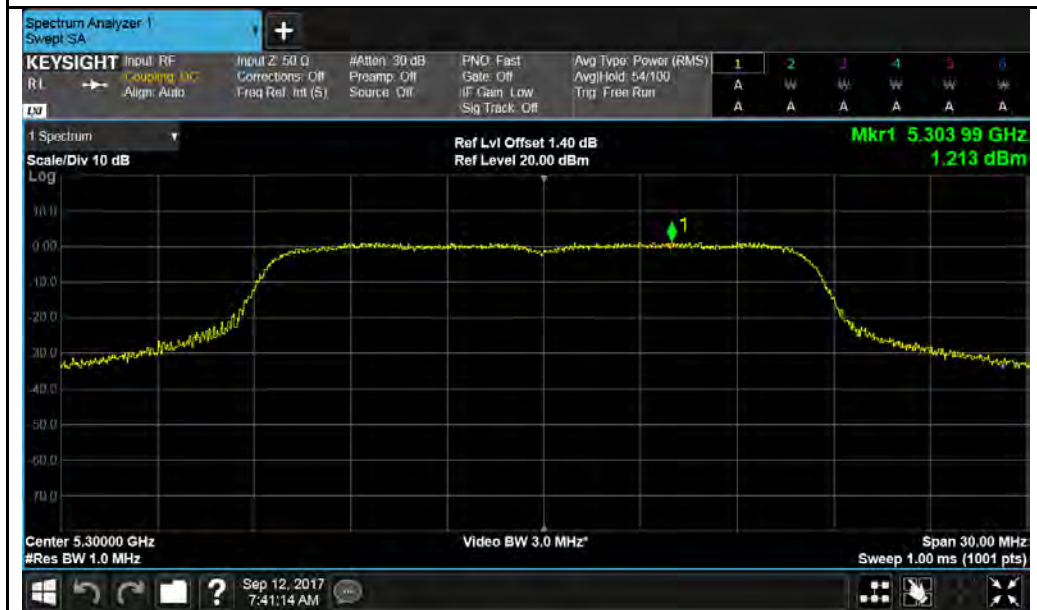 Spectrum Analyzer 1
Swept SA
+
KEYSIGHT Input: RF Input Z: 50 Ω #Atten: 30 dB PNO: Fast Avg Type: Power (RMS) 1 2 3 4 5 6
RL Coupling: DC Corrections: Off Preamp: Off Gate: Off Avg|Hold: 54/100 A W W W W W
Align: Auto Freq Ref: Int (S) Source: Off IF Gain: Low Trig: Free Run
LXI Sig Track: Off A A A A A A
1 Spectrum Ref Lvl Offset 1.40 dB Mkr1 5.303 99 GHz
Scale/Div 10 dB Ref Level 20.00 dBm 1.213 dBm
Log
10.0
1
0.00
-10.0
-20.0
-30.0
-40.0
-50.0
-60.0
-70.0
Center 5.30000 GHz Video BW 3.0 MHz* Span 30.00 MHz
#Res BW 1.0 MHz Sweep 1.00 ms (1001 pts)
? Sep 12, 2017
7:41:14 AM